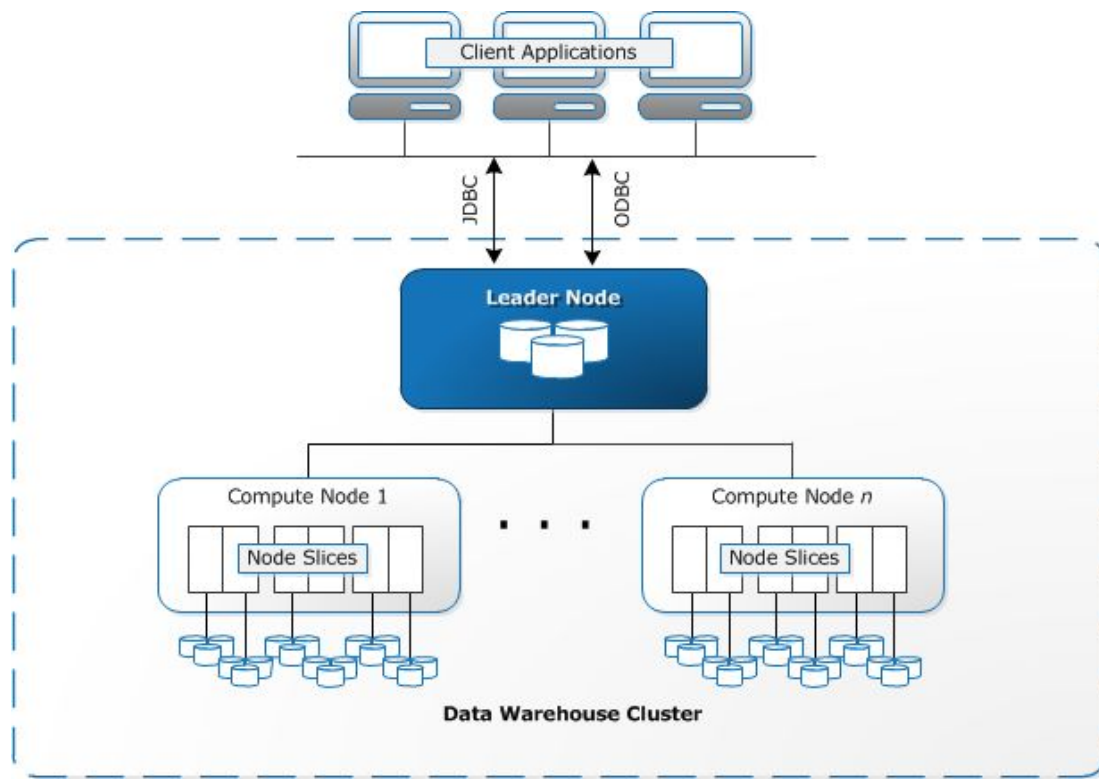 Client Applications
JDBC
ODBC
Leader Node
Compute Node 1
Node Slices
. . .
Compute Node n
Node Slices
Data Warehouse Cluster